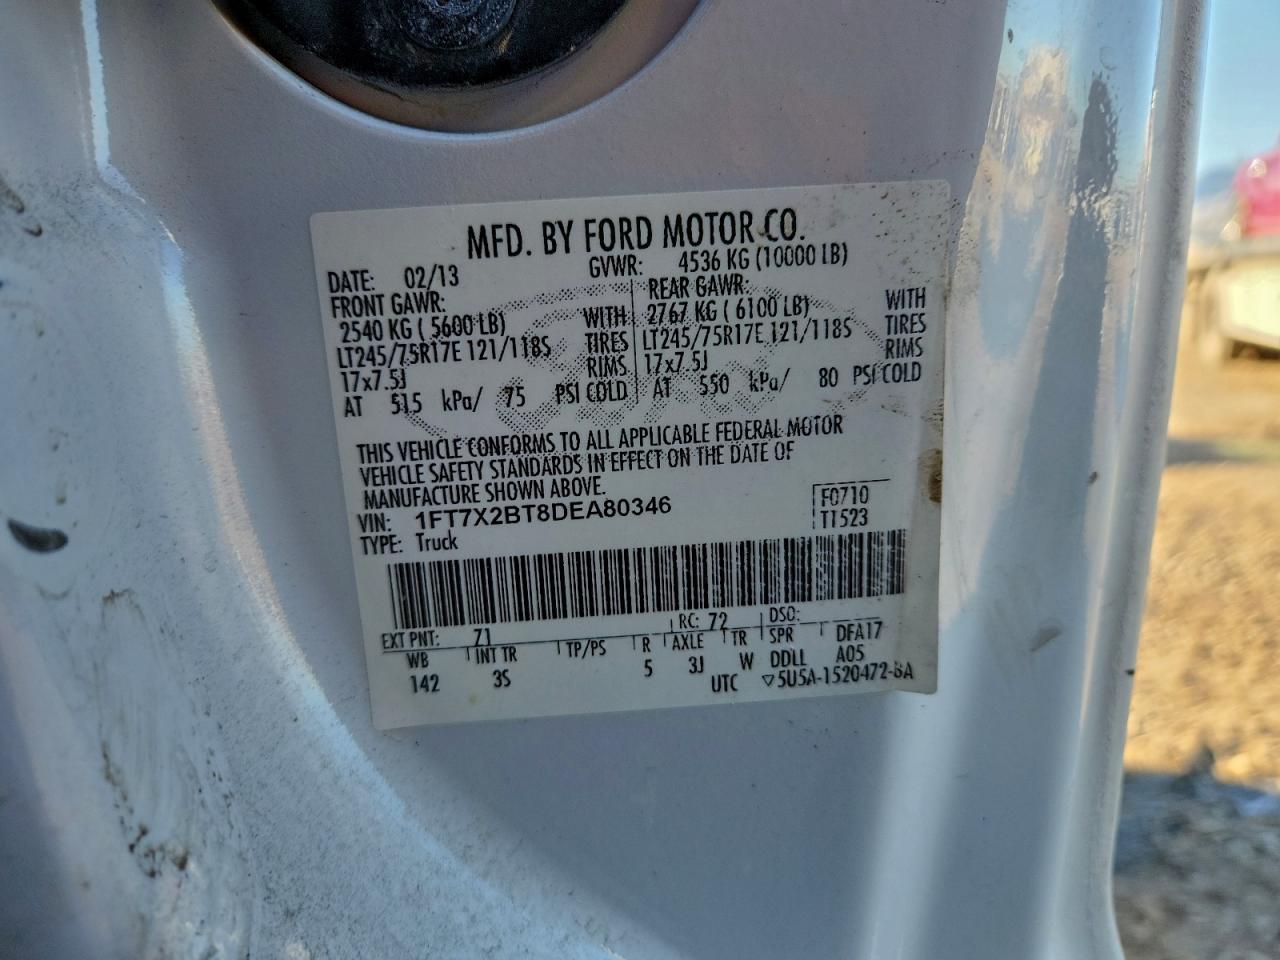 MFD. BY FORD MOTOR CO.
DATE: 02/13 GVWR: 4536 KG (10000 LB)
FRONT GAWR: REAR GAWR:
2540 KG ( 5600 LB) WITH 2767 KG ( 6100 LB) WITH
LT245/75R17E 121/118S TIRES LT245/75R17E 121/118S TIRES
17x7.5J RIMS 17x7.5J RIMS
AT 515 kPa/ 75 PSI COLD AT 550 kPa/ 80 PSI COLD
THIS VEHICLE CONFORMS TO ALL APPLICABLE FEDERAL MOTOR
VEHICLE SAFETY STANDARDS IN EFFECT ON THE DATE OF
MANUFACTURE SHOWN ABOVE.
VIN: 1FT7X2BT8DEA80346 F0710
TYPE: Truck T1523
EXT PNT: Z1 RC: 72 DSO:
WB INT TR TP/PS R AXLE TR SPR DFA17
142 3S 5 3J W DDLL A05
UTC ▽5U5A-1520472-BA